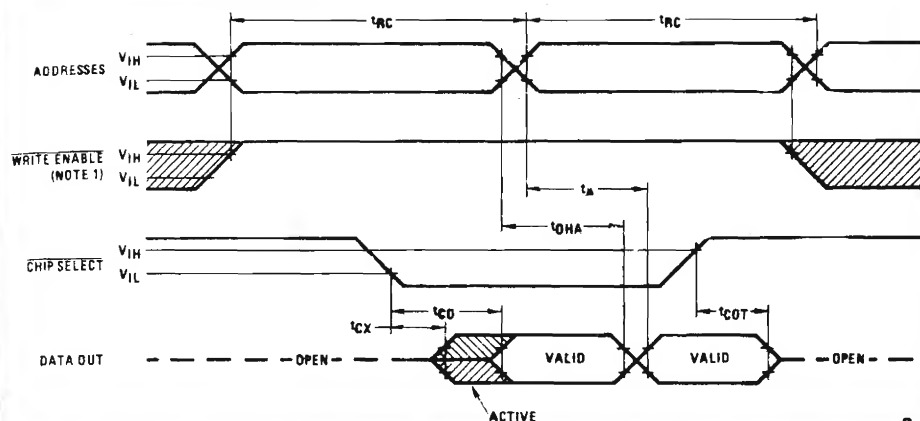 tRC tRC
ADDRESSES VIH
VIL
WRITE ENABLE
(NOTE 1) VIH
VIL
tA
tOHA
CHIP SELECT VIH
VIL
tCO
tCX
tCOT
DATA OUT OPEN VALID VALID OPEN
ACTIVE